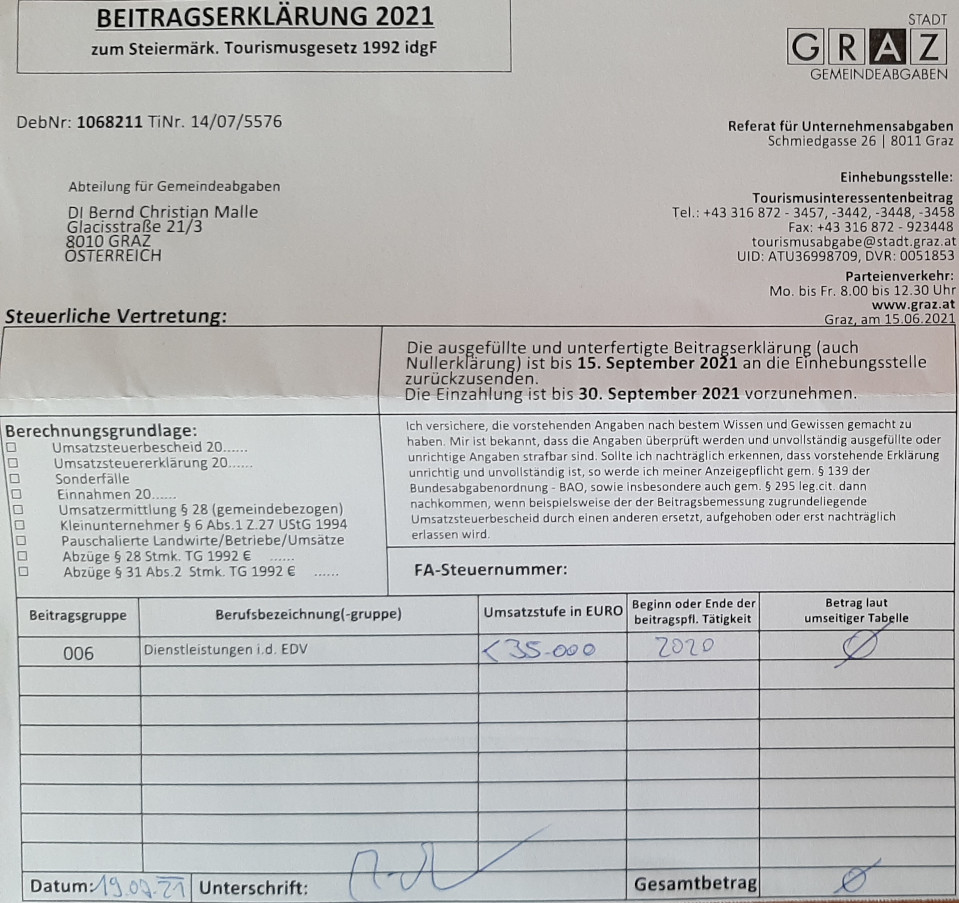 BEITRAGSERKLÄRUNG 2021
zum Steiermärk. Tourismusgesetz 1992 idgF
STADT
GRAZ
GEMEINDEABGABEN
DebNr: 1068211 TiNr. 14/07/5576
Referat für Unternehmensabgaben
Schmiedgasse 26 | 8011 Graz
Abteilung für Gemeindeabgaben
DI Bernd Christian Malle
Glacisstraße 21/3
8010 GRAZ
ÖSTERREICH
Einhebungsstelle:
Tourismusinteressentenbeitrag
Tel.: +43 316 872 - 3457, -3442, -3448, -3458
Fax: +43 316 872 - 923448
tourismusabgabe@stadt.graz.at
UID: ATU36998709, DVR: 0051853
Parteienverkehr:
Mo. bis Fr. 8.00 bis 12.30 Uhr
www.graz.at
Graz, am 15.06.2021
Steuerliche Vertretung:
Die ausgefüllte und unterfertigte Beitragserklärung (auch
Nullerklärung) ist bis 15. September 2021 an die Einhebungsstelle
zurückzusenden.
Die Einzahlung ist bis 30. September 2021 vorzunehmen.
Berechnungsgrundlage:
Umsatzsteuerbescheid 20......
Umsatzsteuererklärung 20......
Sonderfälle
Einnahmen 20......
Umsatzermittlung § 28 (gemeindebezogen)
Kleinunternehmer § 6 Abs.1 Z.27 UStG 1994
Pauschalierte Landwirte/Betriebe/Umsätze
Abzüge § 28 Stmk. TG 1992 € ......
Abzüge § 31 Abs.2 Stmk. TG 1992 € ......
Ich versichere, die vorstehenden Angaben nach bestem Wissen und Gewissen gemacht zu
haben. Mir ist bekannt, dass die Angaben überprüft werden und unvollständig ausgefüllte oder
unrichtige Angaben strafbar sind. Sollte ich nachträglich erkennen, dass vorstehende Erklärung
unrichtig und unvollständig ist, so werde ich meiner Anzeigepflicht gem. § 139 der
Bundesabgabenordnung - BAO, sowie insbesondere auch gem. § 295 leg.cit. dann
nachkommen, wenn beispielsweise der der Beitragsbemessung zugrundeliegende
Umsatzsteuerbescheid durch einen anderen ersetzt, aufgehoben oder erst nachträglich
erlassen wird.
FA-Steuernummer:
Beitragsgruppe Berufsbezeichnung(-gruppe) Umsatzstufe in EURO Beginn oder Ende der beitragspfl. Tätigkeit Betrag laut umseitiger Tabelle
006 Dienstleistungen i.d. EDV <35.000 2020 Ø
Datum: 19.07.21 Unterschrift: Gesamtbetrag Ø